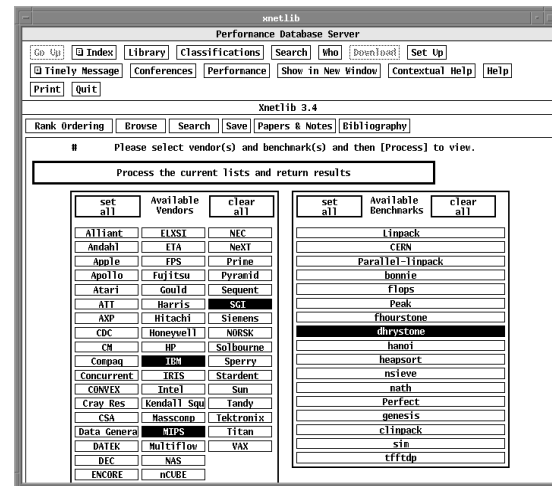 xnetlib
Performance Database Server
Go Up Index Library Classifications Search Who Download Set Up
Timely Message Conferences Performance Show in New Window Contextual Help Help
Print Quit
Xnetlib 3.4
Rank Ordering Browse Search Save Papers & Notes Bibliography
# Please select vendor(s) and benchmark(s) and then [Process] to view.
Process the current lists and return results
set all Available Vendors clear all
Alliant ELXSI NEC
Amdahl ETA NeXT
Apple FPS Prime
Apollo Fujitsu Pyramid
Atari Gould Sequent
ATT Harris SGI
AXP Hitachi Siemens
CDC Honeywell NORSK
CM HP Solbourne
Compaq IBM Sperry
Concurrent IRIS Stardent
CONVEX Intel Sun
Cray Res Kendall Squ Tandy
CSA Masscomp Tektronix
Data Genera MIPS Titan
DATEK Multiflow VAX
DEC NAS
ENCORE nCUBE
set all Available Benchmarks clear all
Linpack
CERN
Parallel-linpack
bonnie
flops
Peak
fhourstone
dhrystone
hanoi
heapsort
nsieve
math
Perfect
genesis
clinpack
sim
tfftdp